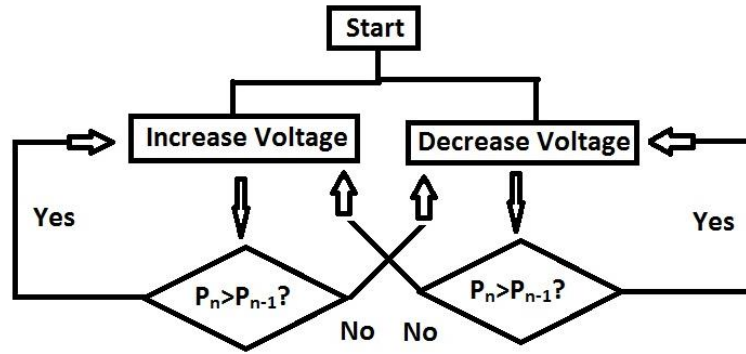 Start
Increase Voltage
Decrease Voltage
Yes
Yes
Pₙ>Pₙ₋₁?
Pₙ>Pₙ₋₁?
No
No